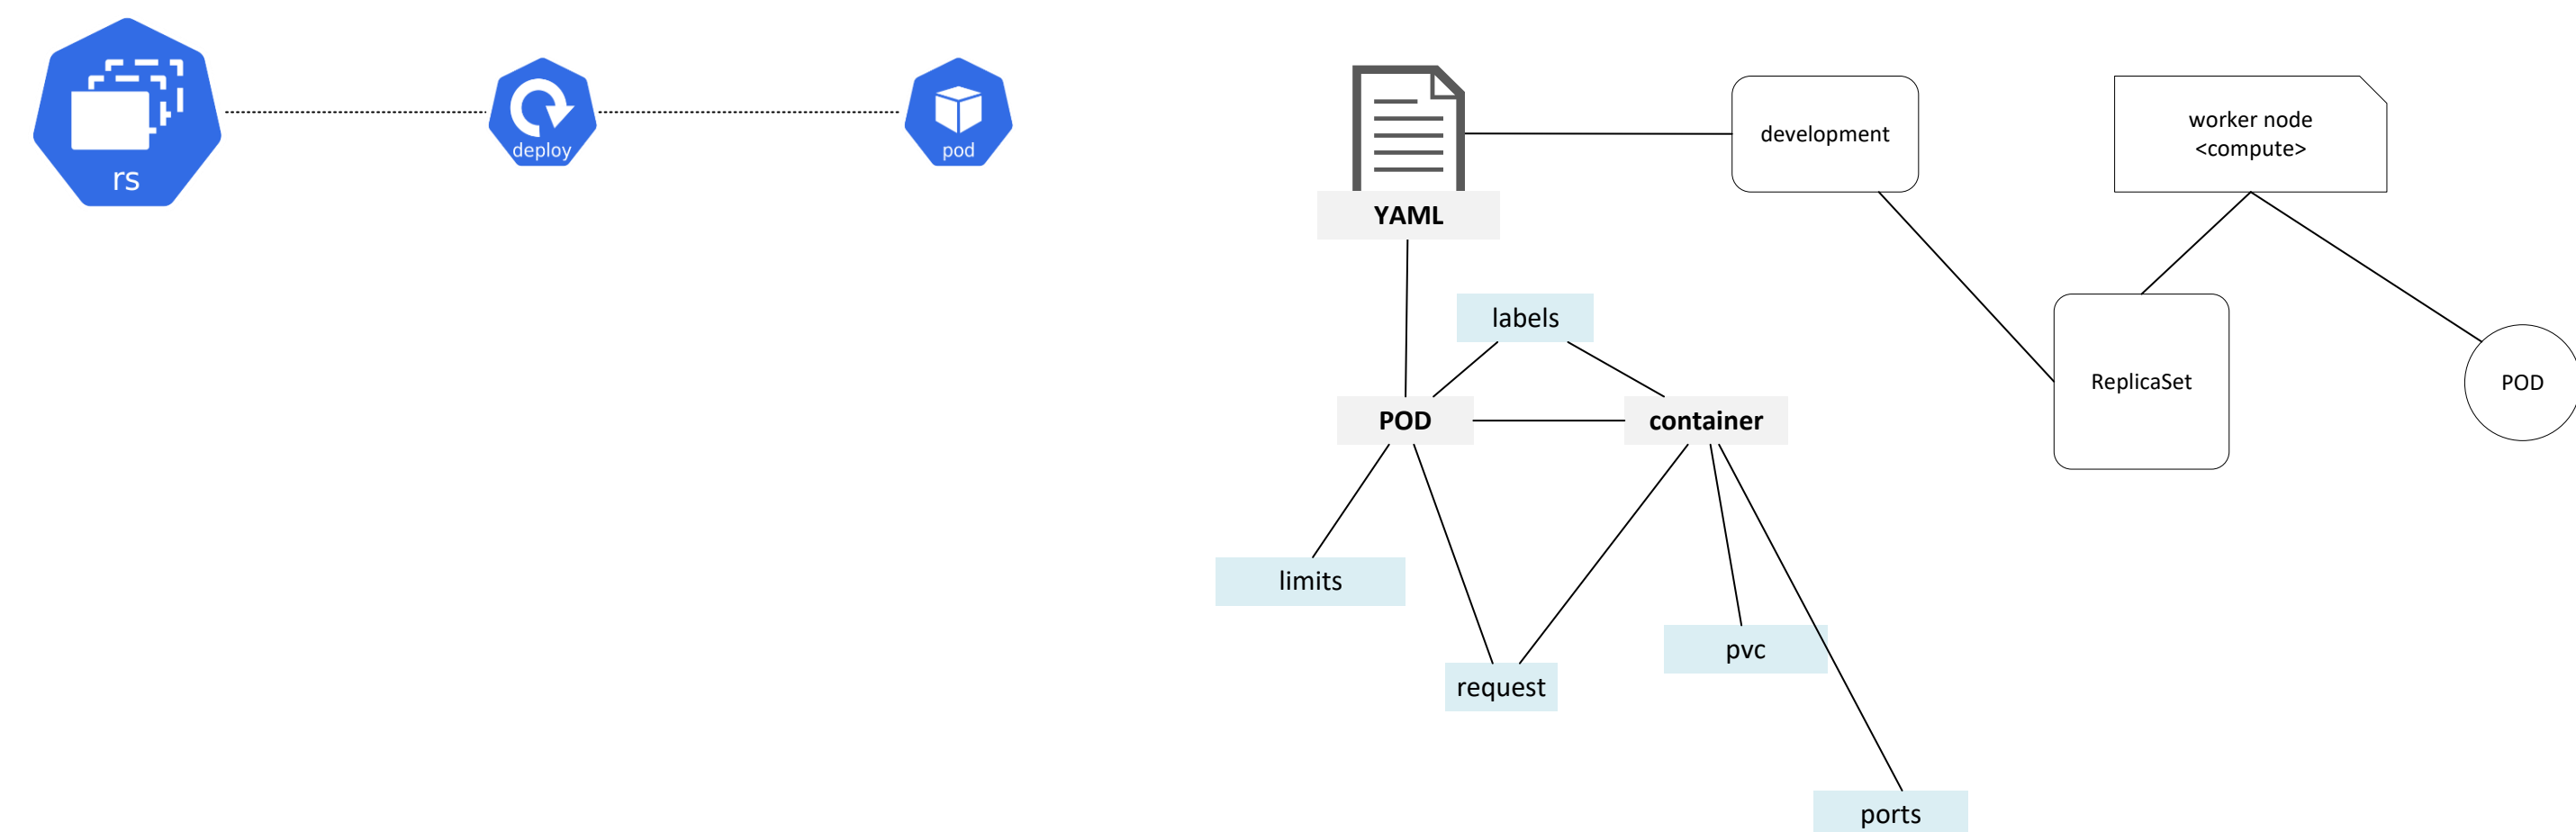 rs
deploy
pod
YAML
development
worker node
<compute>
labels
POD
container
ReplicaSet
POD
limits
request
pvc
ports